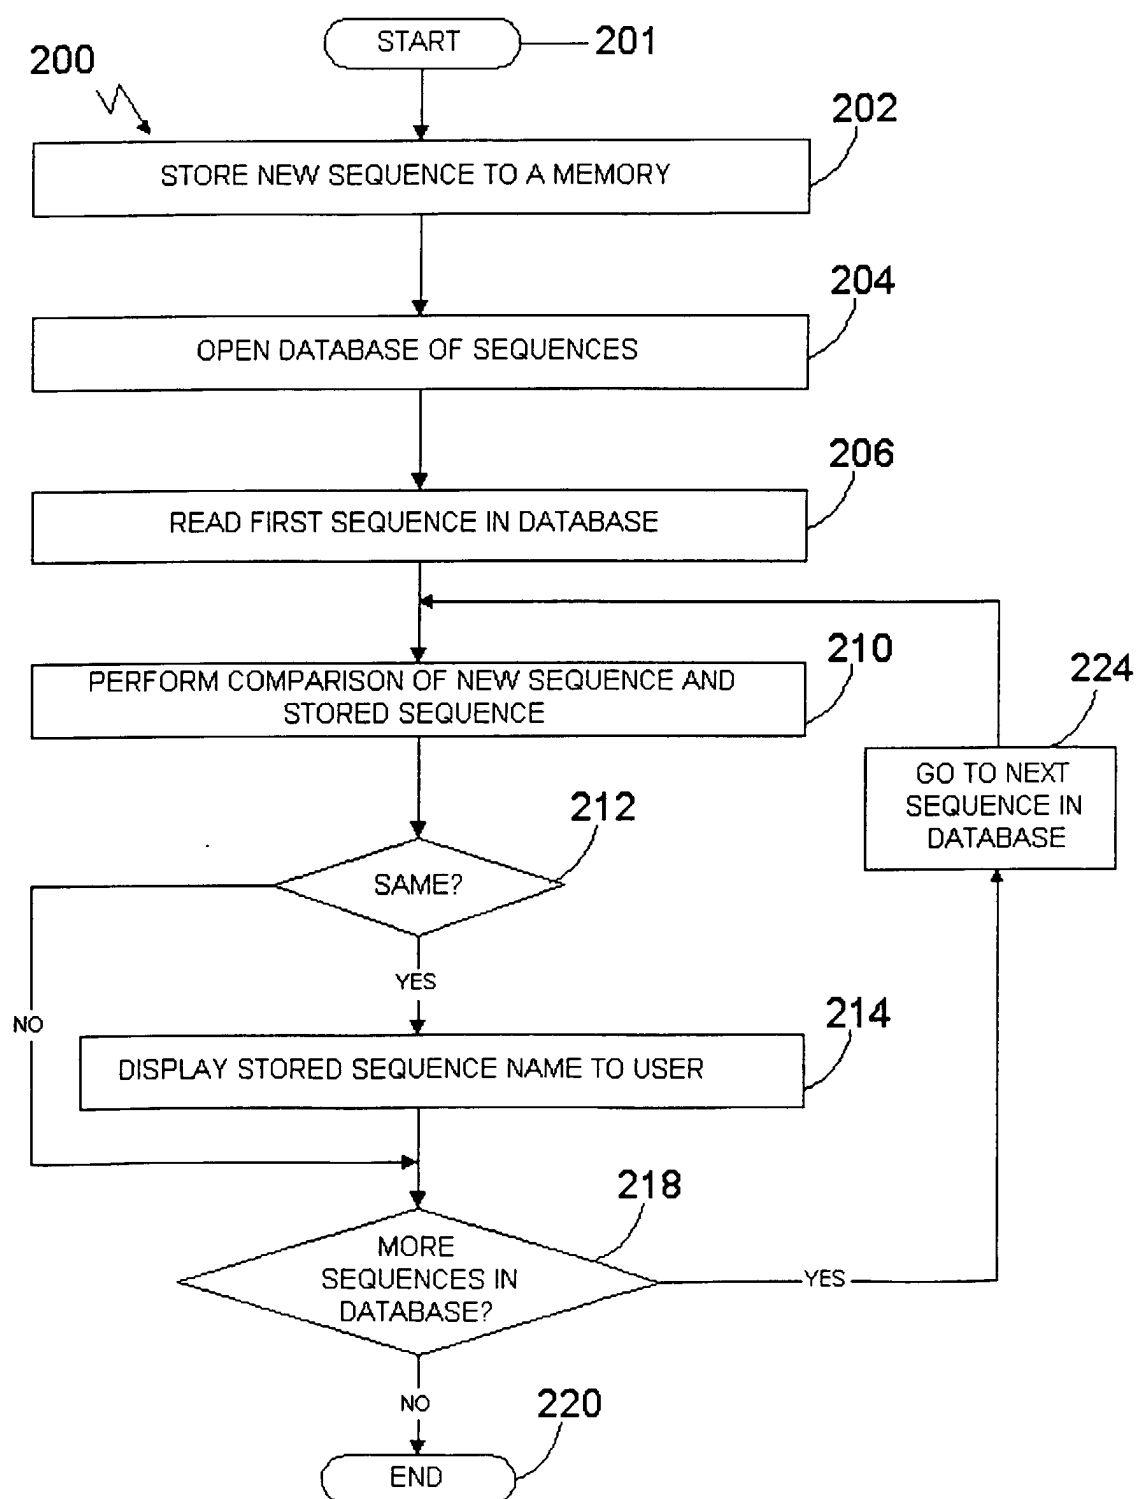 START
201
200
202
STORE NEW SEQUENCE TO A MEMORY
204
OPEN DATABASE OF SEQUENCES
206
READ FIRST SEQUENCE IN DATABASE
210
PERFORM COMPARISON OF NEW SEQUENCE AND
STORED SEQUENCE
224
GO TO NEXT
SEQUENCE IN
DATABASE
212
SAME?
YES
NO
214
DISPLAY STORED SEQUENCE NAME TO USER
218
MORE
SEQUENCES IN
DATABASE?
YES
NO
220
END